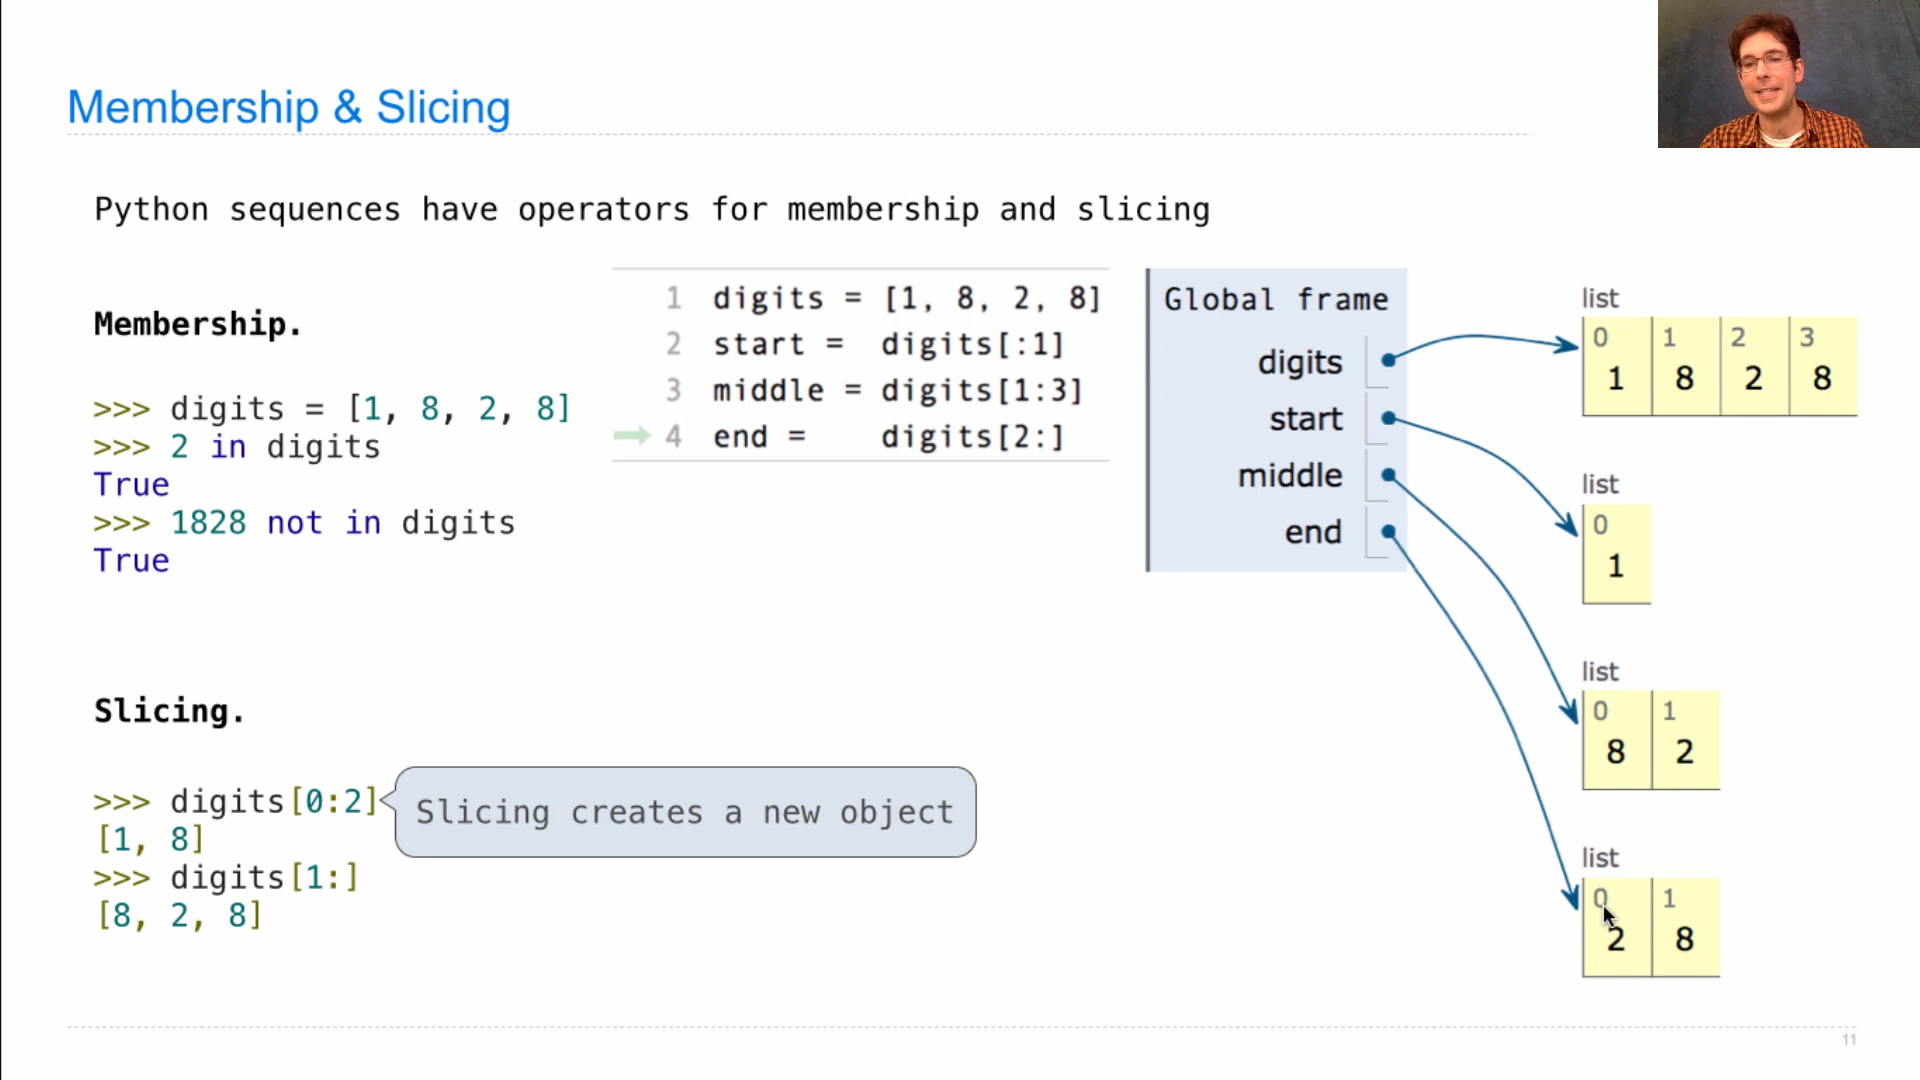 Membership & Slicing
Python sequences have operators for membership and slicing
Membership.
>>> digits = [1, 8, 2, 8]
>>> 2 in digits
True
>>> 1828 not in digits
True
Slicing.
>>> digits[0:2]
[1, 8]
>>> digits[1:]
[8, 2, 8]
Slicing creates a new object
1 digits = [1, 8, 2, 8]
2 start = digits[:1]
3 middle = digits[1:3]
4 end = digits[2:]
Global frame
digits
start
middle
end
list
0 1 2 3
1 8 2 8
list
0
1
list
0 1
8 2
list
0 1
2 8
11